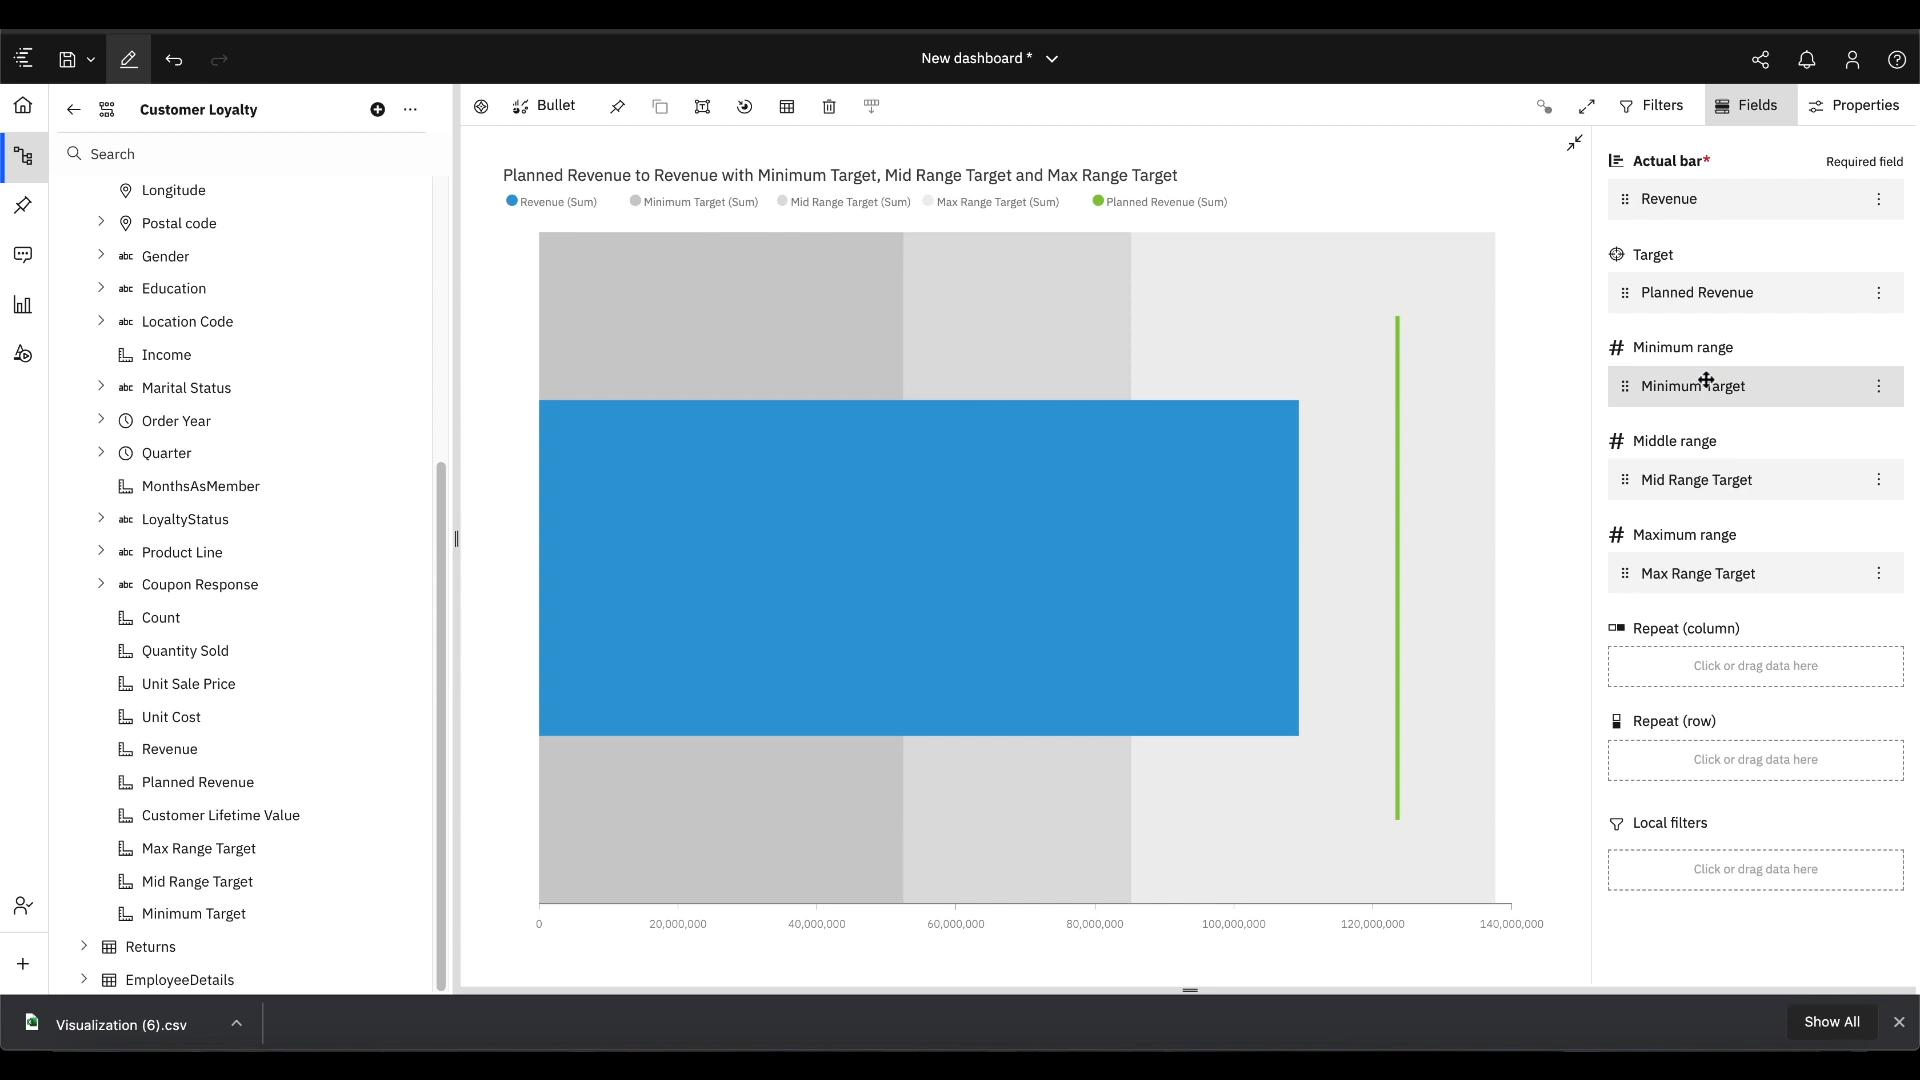 New dashboard *
Customer Loyalty
Search
Longitude
Postal code
abc Gender
abc Education
abc Location Code
Income
abc Marital Status
Order Year
Quarter
MonthsAsMember
abc LoyaltyStatus
abc Product Line
abc Coupon Response
Count
Quantity Sold
Unit Sale Price
Unit Cost
Revenue
Planned Revenue
Customer Lifetime Value
Max Range Target
Mid Range Target
Minimum Target
Returns
EmployeeDetails
Bullet
Filters
Fields
Properties
Planned Revenue to Revenue with Minimum Target, Mid Range Target and Max Range Target
Revenue (Sum) Minimum Target (Sum) Mid Range Target (Sum) Max Range Target (Sum) Planned Revenue (Sum)
0 20,000,000 40,000,000 60,000,000 80,000,000 100,000,000 120,000,000 140,000,000
Actual bar* Required field
Revenue
Target
Planned Revenue
# Minimum range
Minimum Target
# Middle range
Mid Range Target
# Maximum range
Max Range Target
Repeat (column)
Click or drag data here
Repeat (row)
Click or drag data here
Local filters
Click or drag data here
Visualization (6).csv
Show All